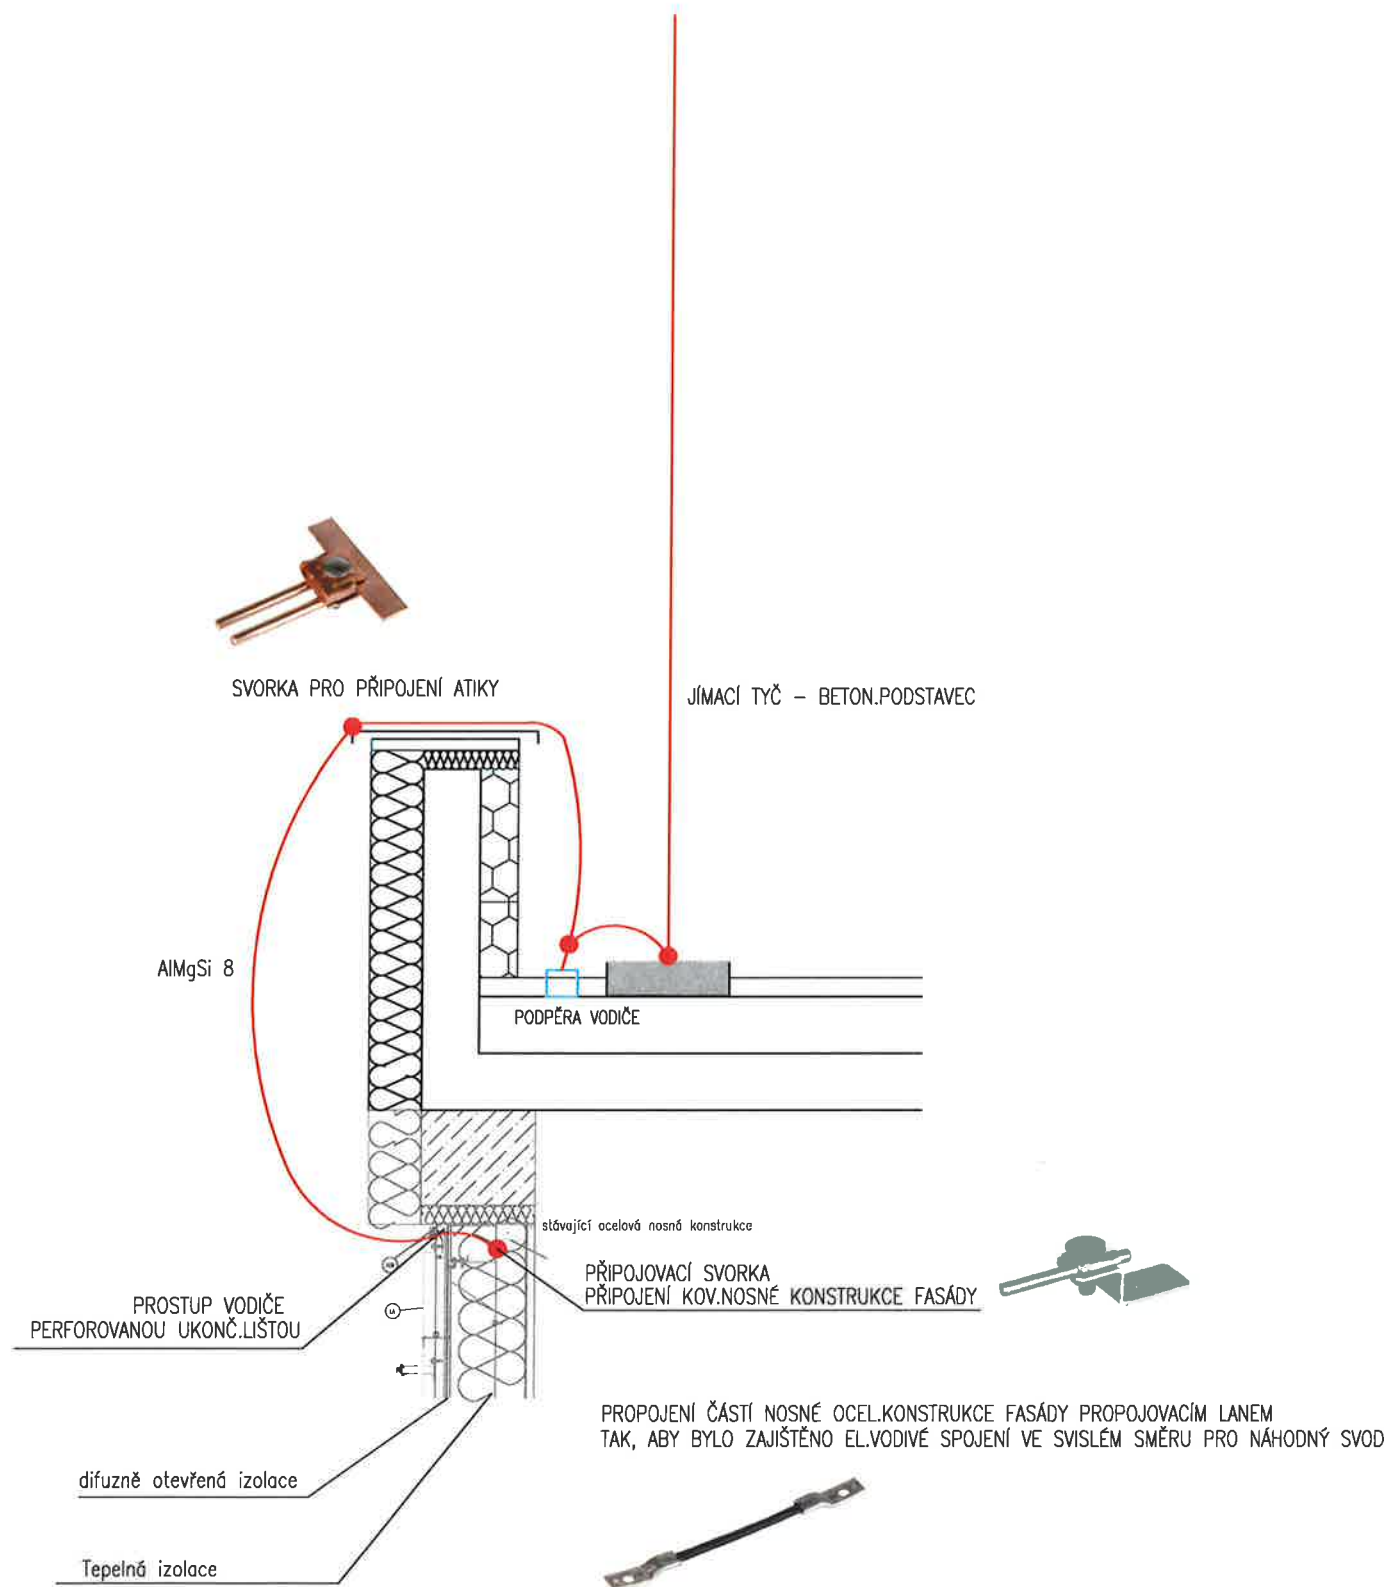 SVORKA PRO PŘIPOJENÍ ATIKY
JÍMACÍ TYČ – BETON.PODSTAVEC
AlMgSi 8
PODPĚRA VODIČE
stávající ocelová nosná konstrukce
PŘIPOJOVACÍ SVORKA
PŘIPOJENÍ KOV.NOSNÉ KONSTRUKCE FASÁDY
PROSTUP VODIČE
PERFOROVANOU UKONČ.LIŠTOU
PROPOJENÍ ČÁSTÍ NOSNÉ OCEL.KONSTRUKCE FASÁDY PROPOJOVACÍM LANEM
TAK, ABY BYLO ZAJIŠTĚNO EL.VODIVÉ SPOJENÍ VE SVISLÉM SMĚRU PRO NÁHODNÝ SVOD
difuzně otevřená izolace
Tepelná izolace